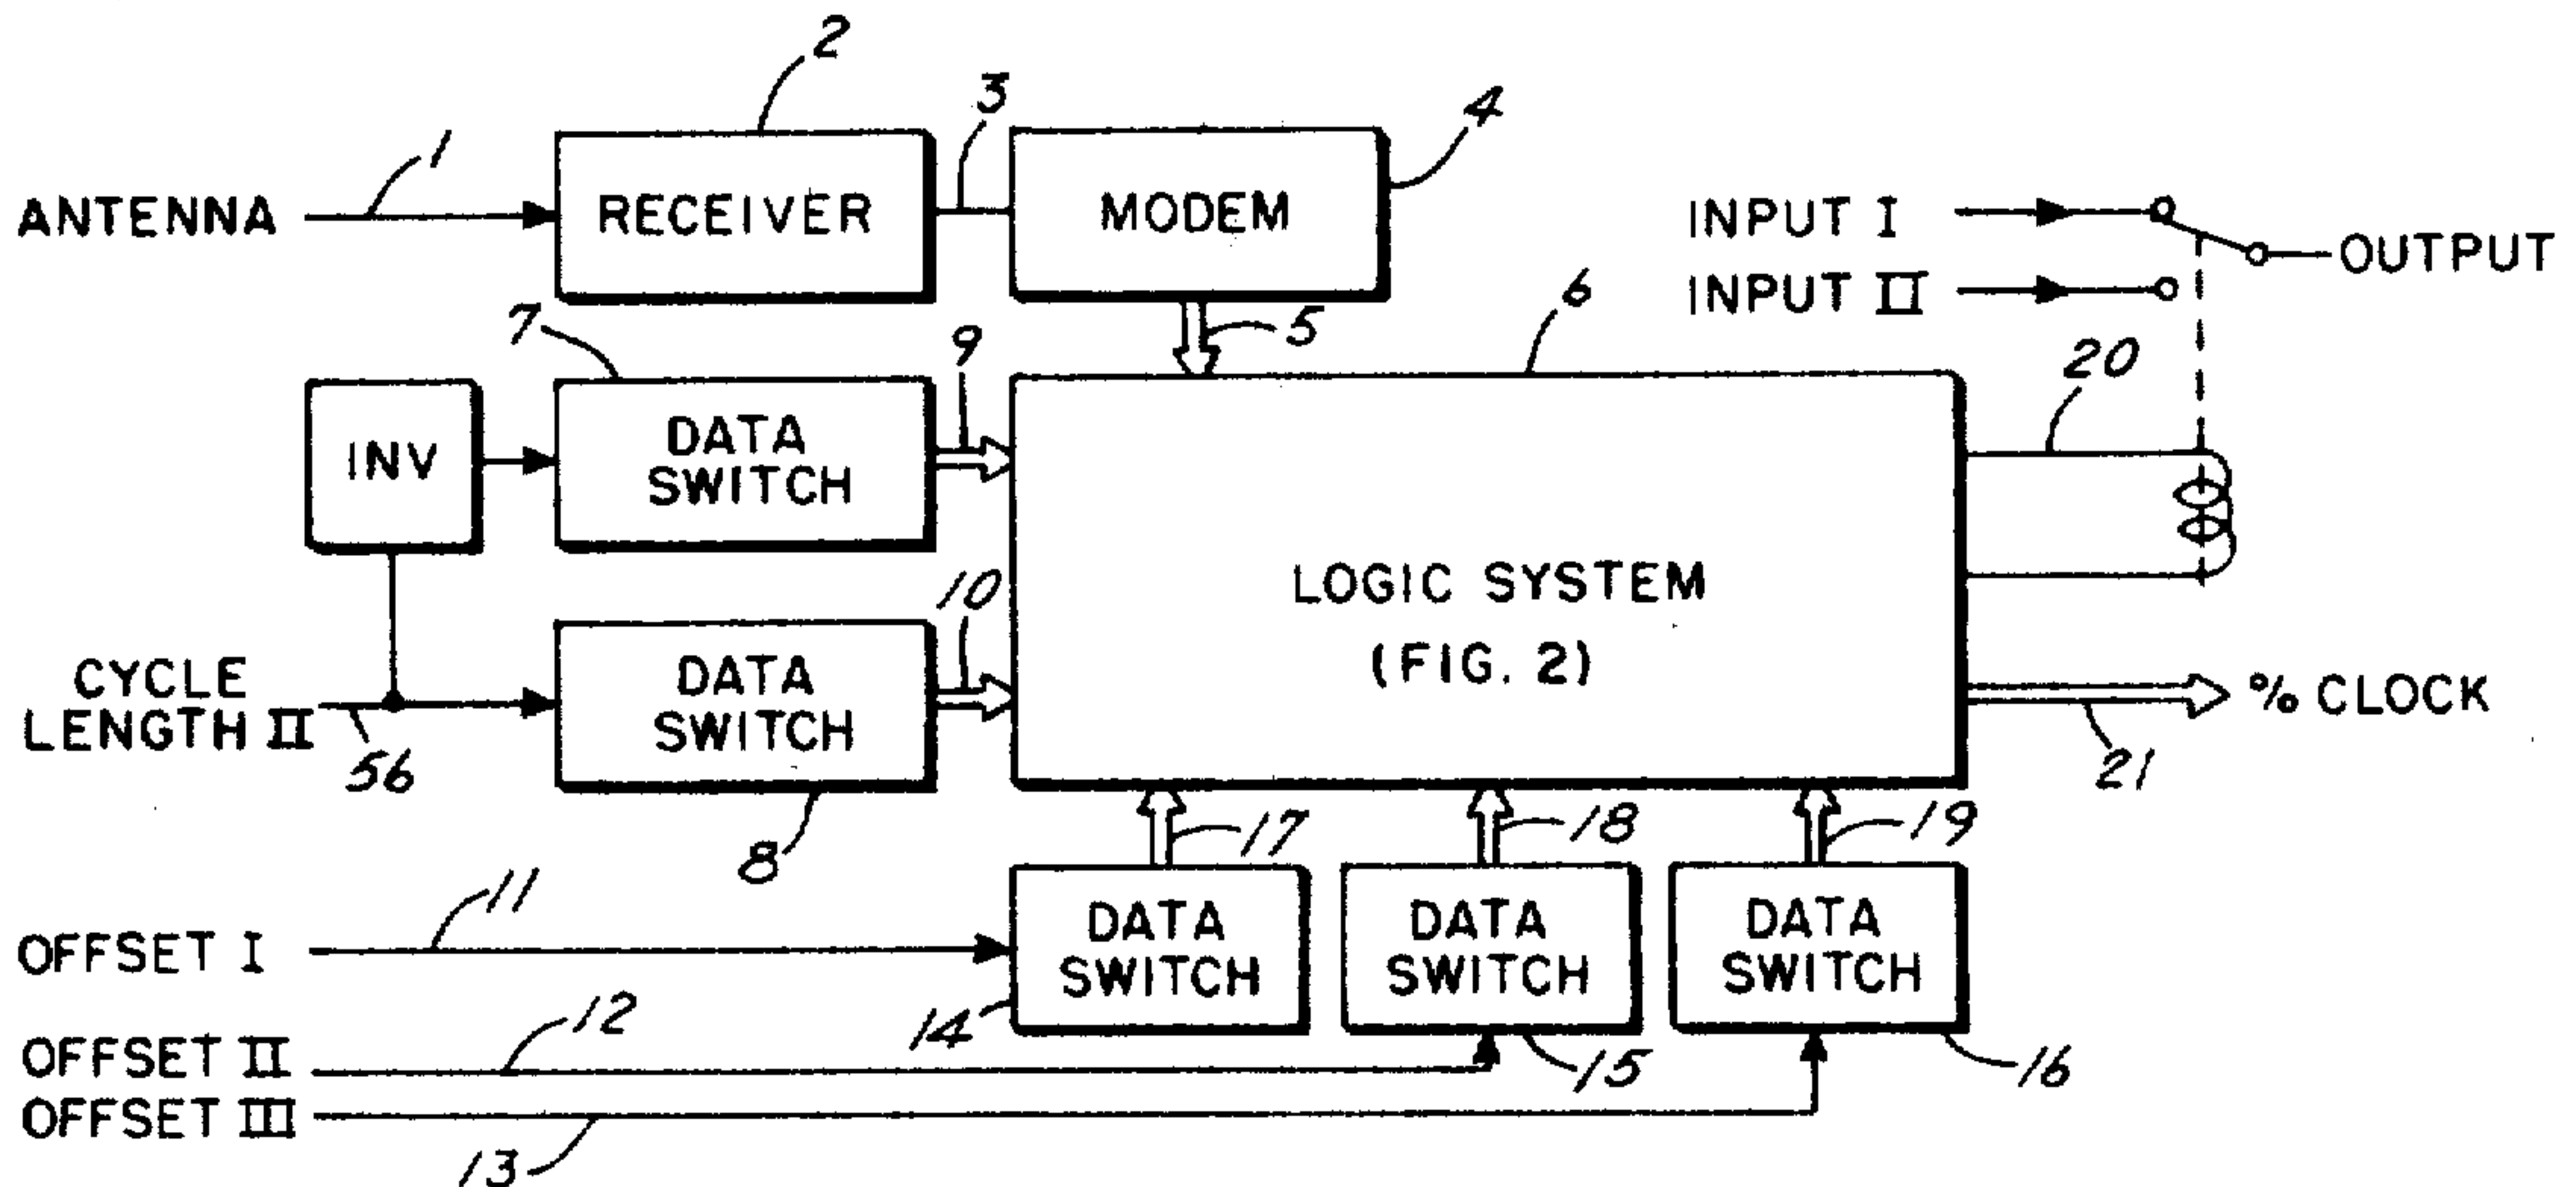 2
3
4
1
ANTENNA
RECEIVER
MODEM
INPUT I
OUTPUT
INPUT II
7
9
5
6
20
INV
DATA
SWITCH
LOGIC SYSTEM
(FIG. 2)
10
CYCLE
LENGTH II
56
DATA
SWITCH
8
% CLOCK
21
17
18
19
11
OFFSET I
DATA
SWITCH
DATA
SWITCH
DATA
SWITCH
14
12
OFFSET II
15
16
OFFSET III
13